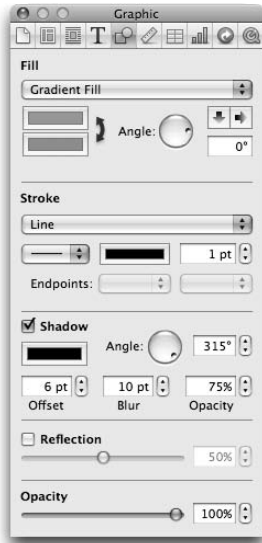 Graphic
Fill
Gradient Fill
Angle:
0°
Stroke
Line
1 pt
Endpoints:
Shadow
Angle: 315°
6 pt 10 pt 75%
Offset Blur Opacity
Reflection
50%
Opacity
100%